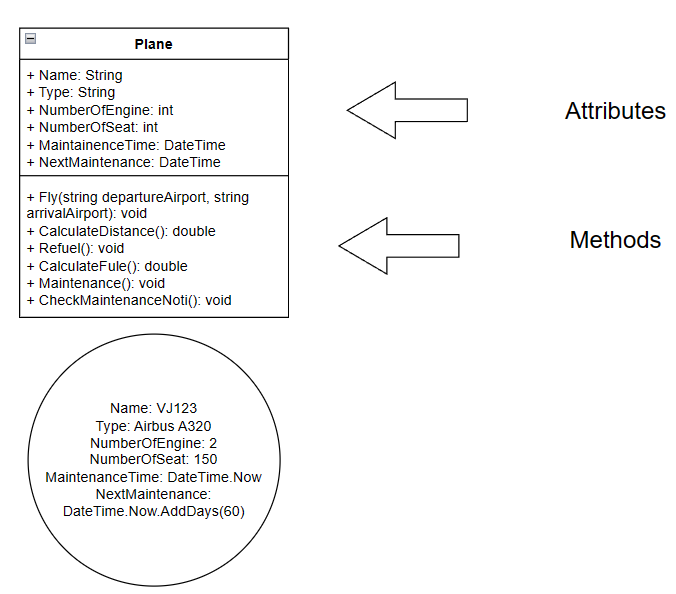 Plane
+ Name: String
+ Type: String
+ NumberOfEngine: int
+ NumberOfSeat: int
+ MaintainenceTime: DateTime
+ NextMaintenance: DateTime
Attributes
+ Fly(string departureAirport, string
arrivalAirport): void
+ CalculateDistance(): double
+ Refuel(): void
+ CalculateFule(): double
+ Maintenance(): void
+ CheckMaintenanceNoti(): void
Methods
Name: VJ123
Type: Airbus A320
NumberOfEngine: 2
NumberOfSeat: 150
MaintenanceTime: DateTime.Now
NextMaintenance:
DateTime.Now.AddDays(60)